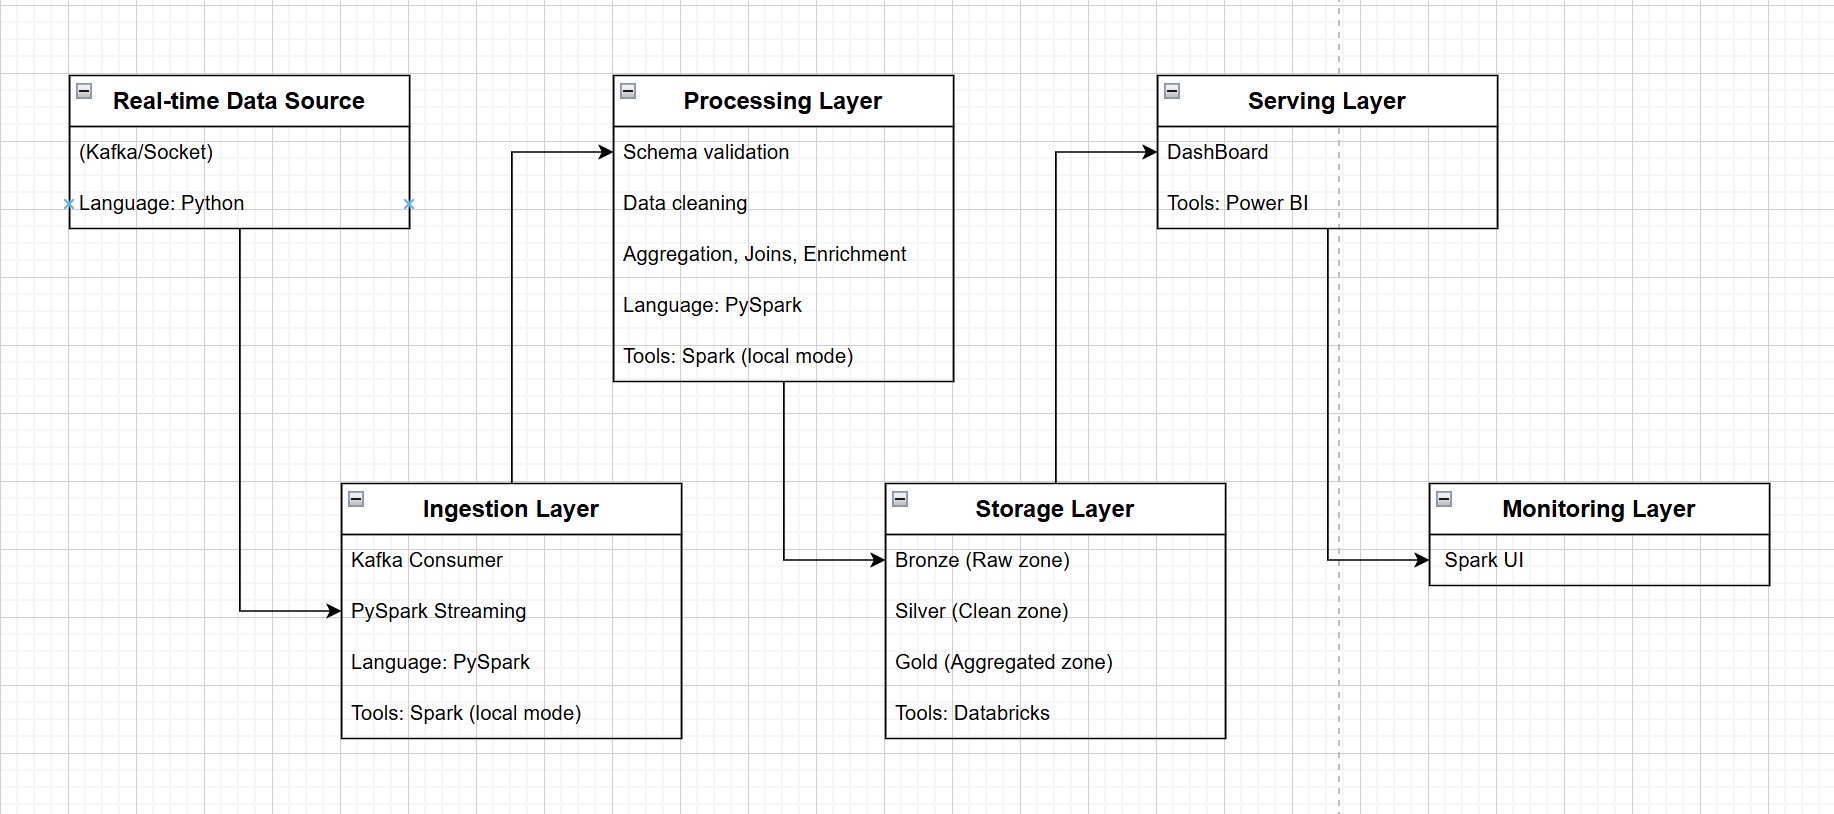 Real-time Data Source
(Kafka/Socket)
Language: Python
Ingestion Layer
Kafka Consumer
PySpark Streaming
Language: PySpark
Tools: Spark (local mode)
Processing Layer
Schema validation
Data cleaning
Aggregation, Joins, Enrichment
Language: PySpark
Tools: Spark (local mode)
Storage Layer
Bronze (Raw zone)
Silver (Clean zone)
Gold (Aggregated zone)
Tools: Databricks
Serving Layer
DashBoard
Tools: Power BI
Monitoring Layer
Spark UI